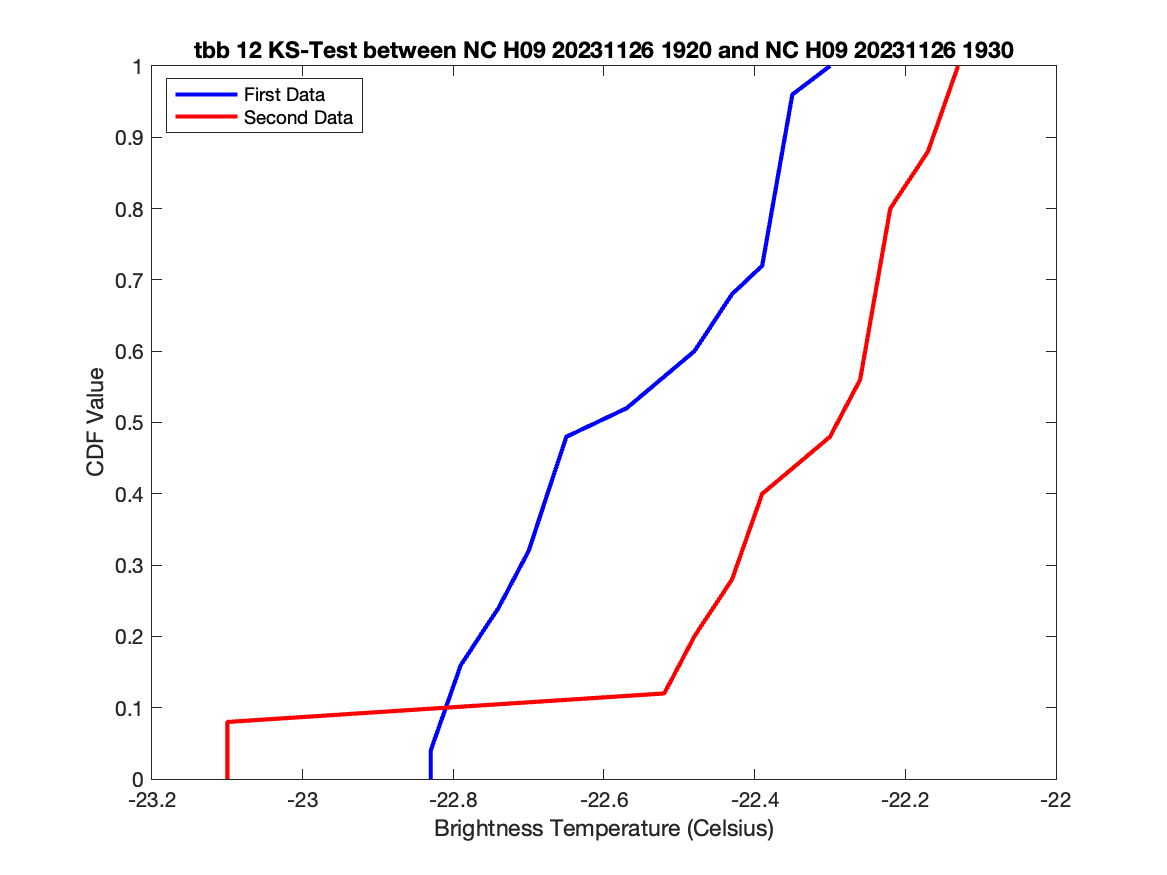 tbb 12 KS-Test between NC H09 20231126 1920 and NC H09 20231126 1930
First Data
Second Data
CDF Value
1
0.9
0.8
0.7
0.6
0.5
0.4
0.3
0.2
0.1
0
-23.2 -23 -22.8 -22.6 -22.4 -22.2 -22
Brightness Temperature (Celsius)